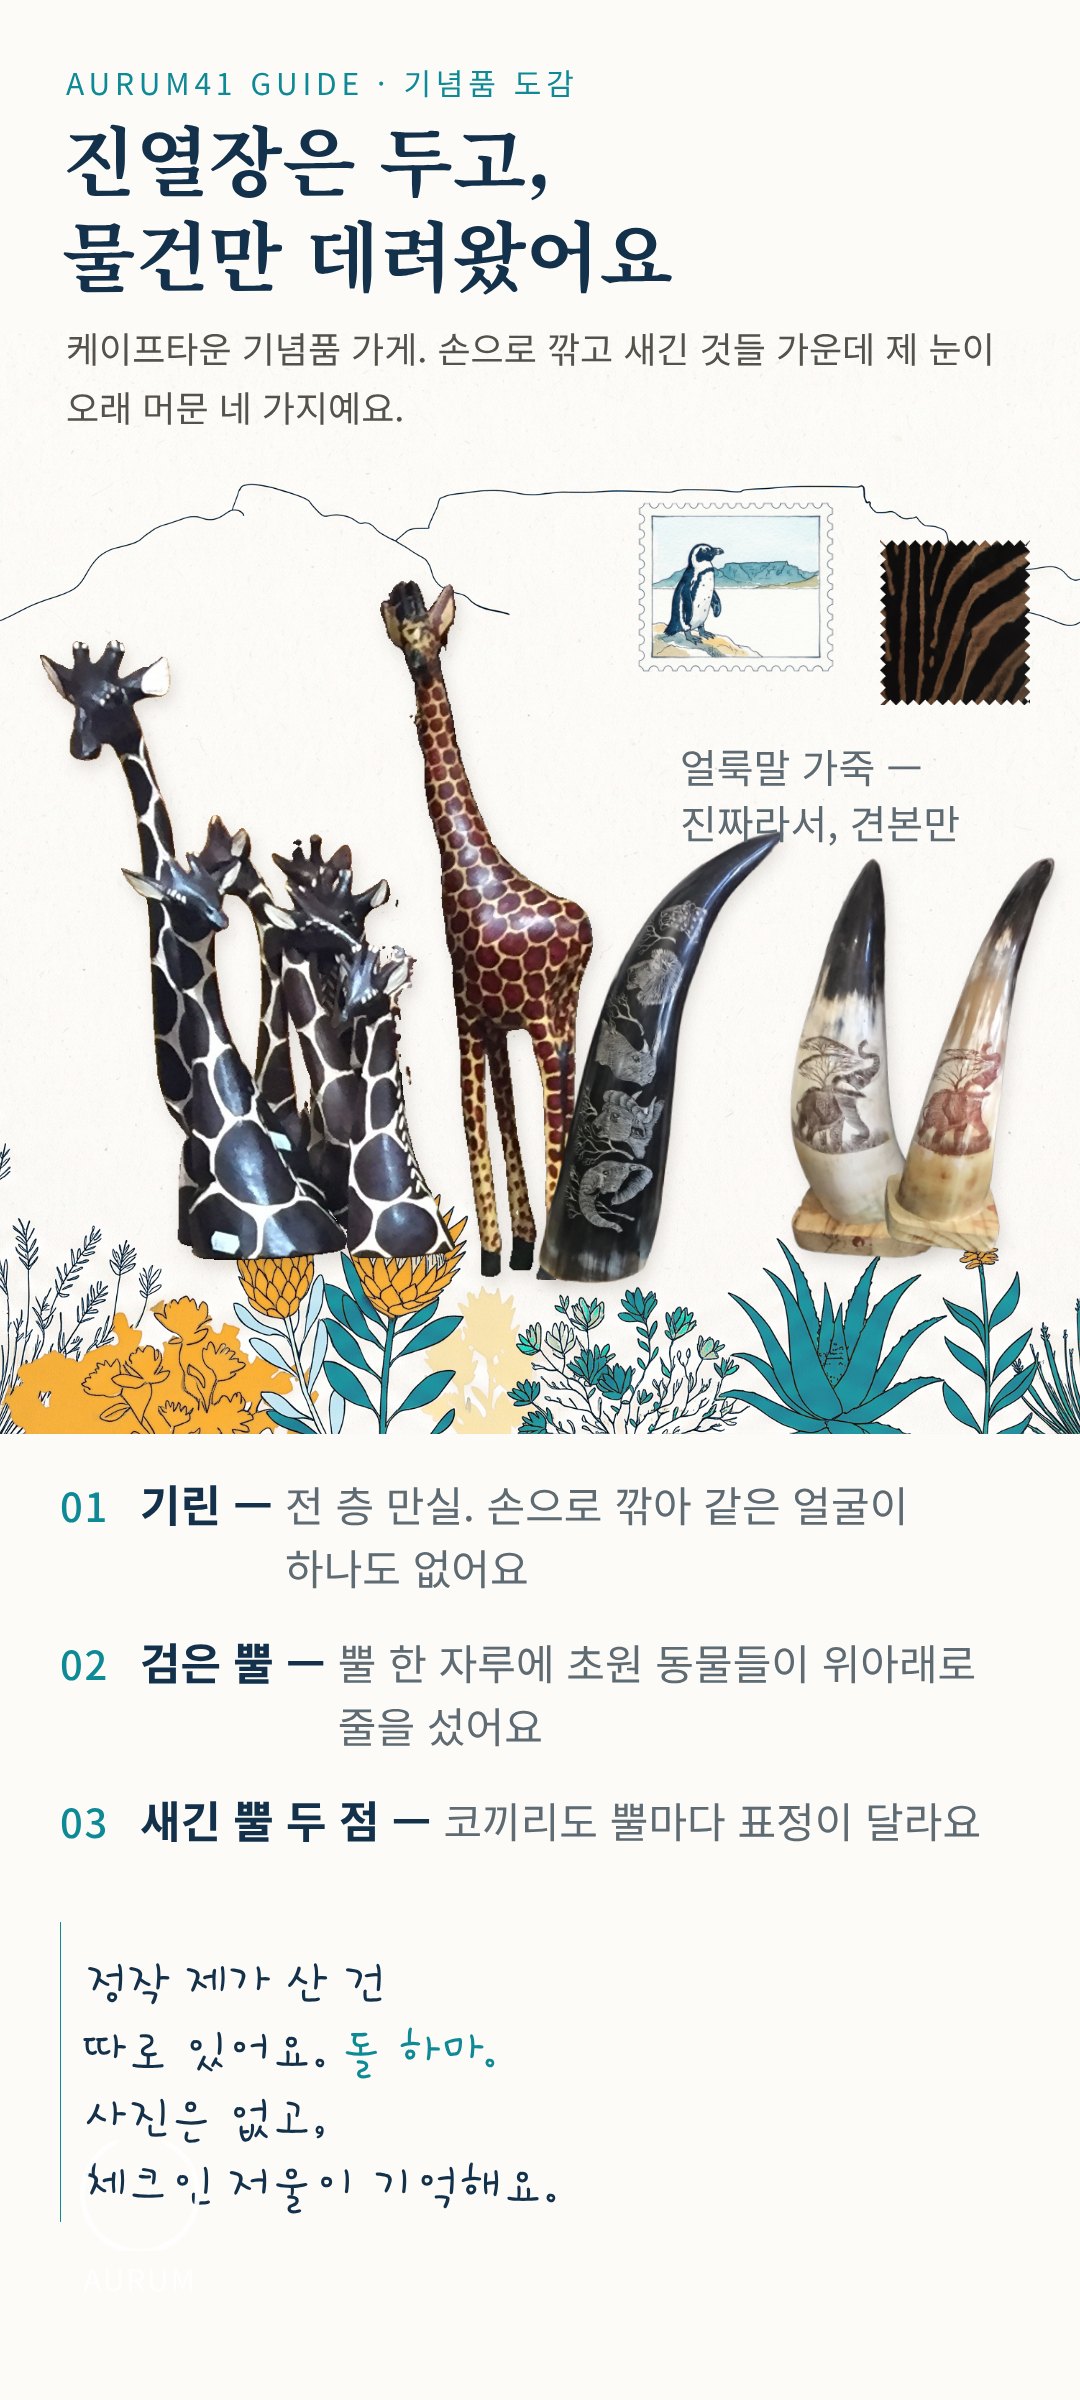 AURUM41 GUIDE · 기념품 도감
진열장은 두고,
물건만 데려왔어요
케이프타운 기념품 가게. 손으로 깎고 새긴 것들 가운데 제 눈이
오래 머문 네 가지예요.
얼룩말 가죽 —
진짜라서, 견본만
01 기린 — 전 층 만실. 손으로 깎아 같은 얼굴이
하나도 없어요
02 검은 뿔 — 뿔 한 자루에 초원 동물들이 위아래로
줄을 섰어요
03 새긴 뿔 두 점 — 코끼리도 뿔마다 표정이 달라요
정작 제가 산 건
따로 있어요. 돌 하마.
사진은 없고,
체크인 저울이 기억해요.
AURUM